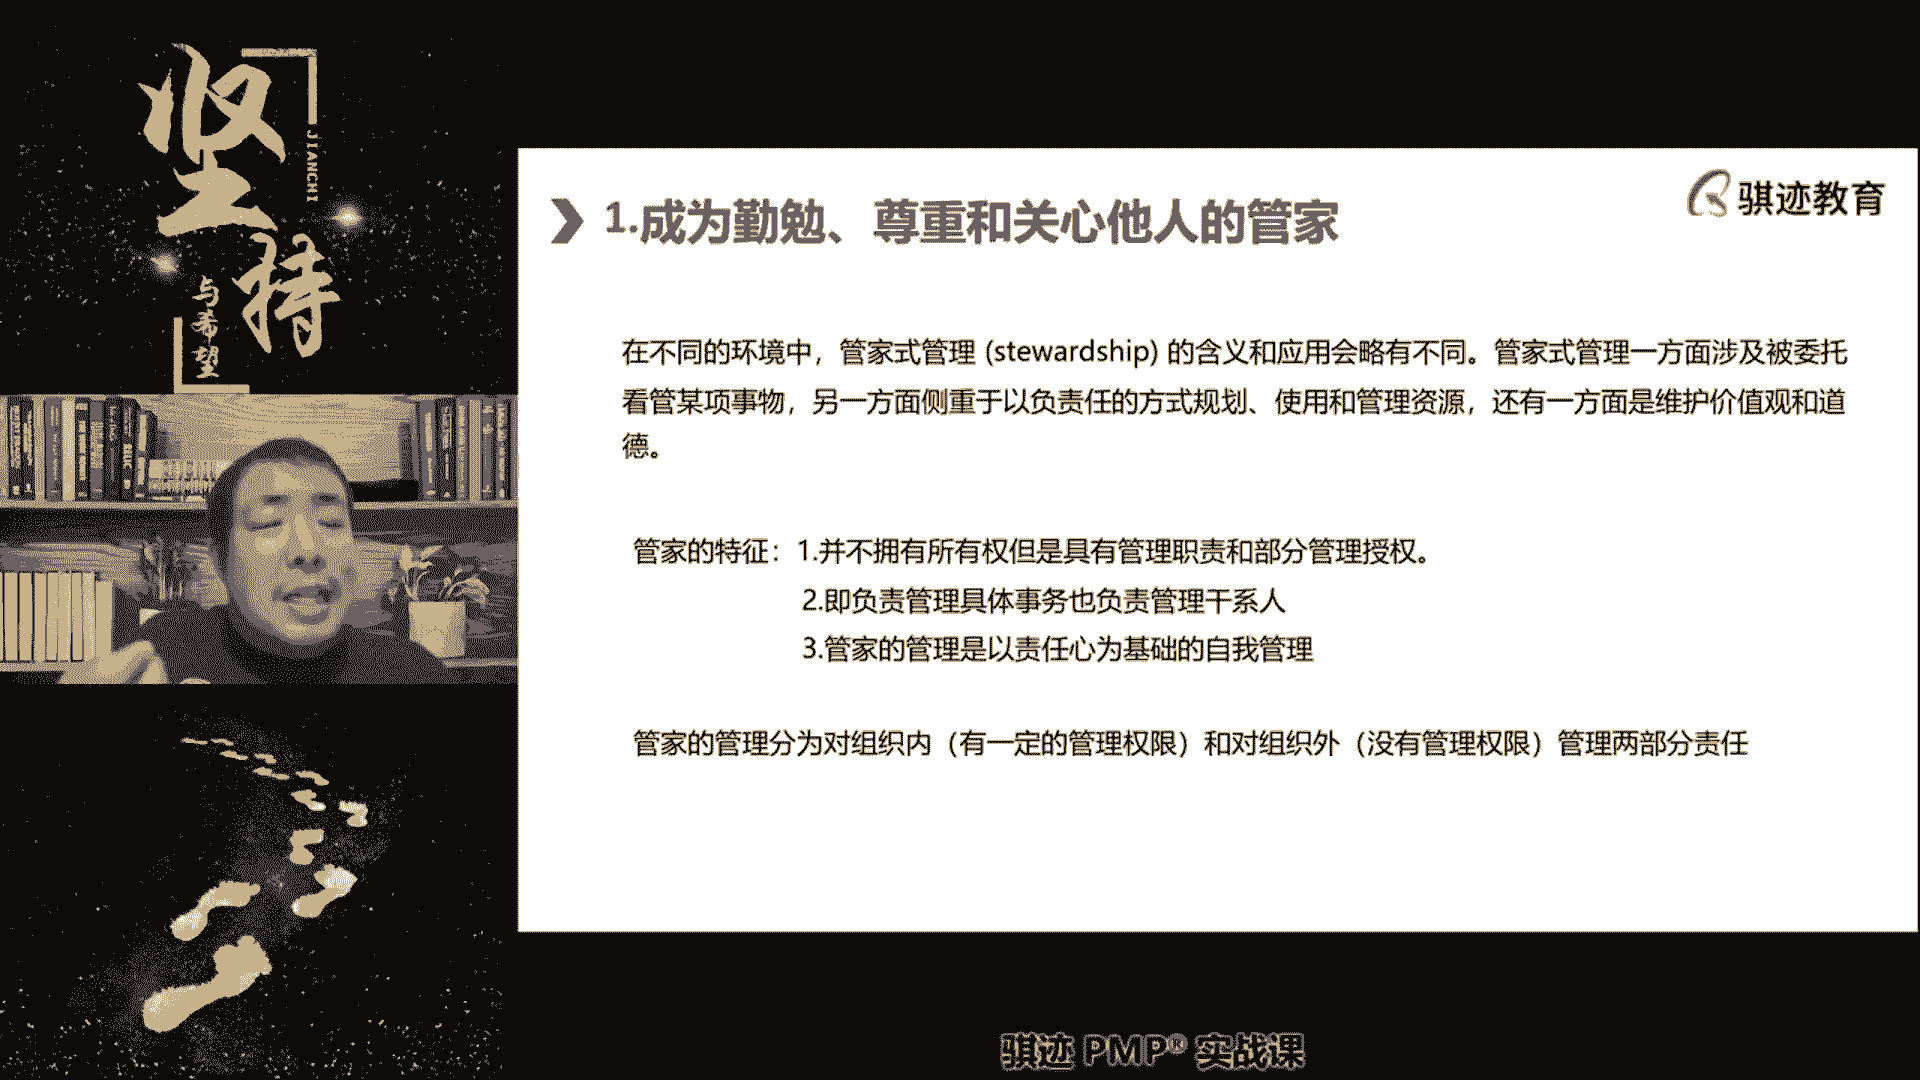 坚持
JIANCHI
与希望
骐迹教育
1.成为勤勉、尊重和关心他人的管家
在不同的环境中，管家式管理 (stewardship) 的含义和应用会略有不同。管家式管理一方面涉及被委托
看管某项事物，另一方面侧重于以负责任的方式规划、使用和管理资源，还有一方面是维护价值观和道
德。
管家的特征：1.并不拥有所有权但是具有管理职责和部分管理授权。
2.即负责管理具体事务也负责管理干系人
3.管家的管理是以责任心为基础的自我管理
管家的管理分为对组织内（有一定的管理权限）和对组织外（没有管理权限）管理两部分责任
骐迹 PMP® 实战课